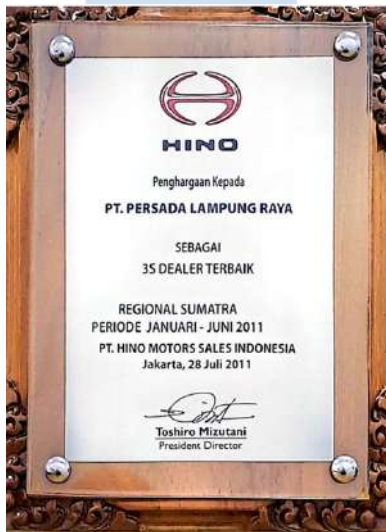 HINO
Penghargaan Kepada
PT. PERSADA LAMPUNG RAYA
SEBAGAI
3S DEALER TERBAIK
REGIONAL SUMATRA
PERIODE JANUARI - JUNI 2011
PT. HINO MOTORS SALES INDONESIA
Jakarta, 28 Juli 2011
Toshiro Mizutani
President Director